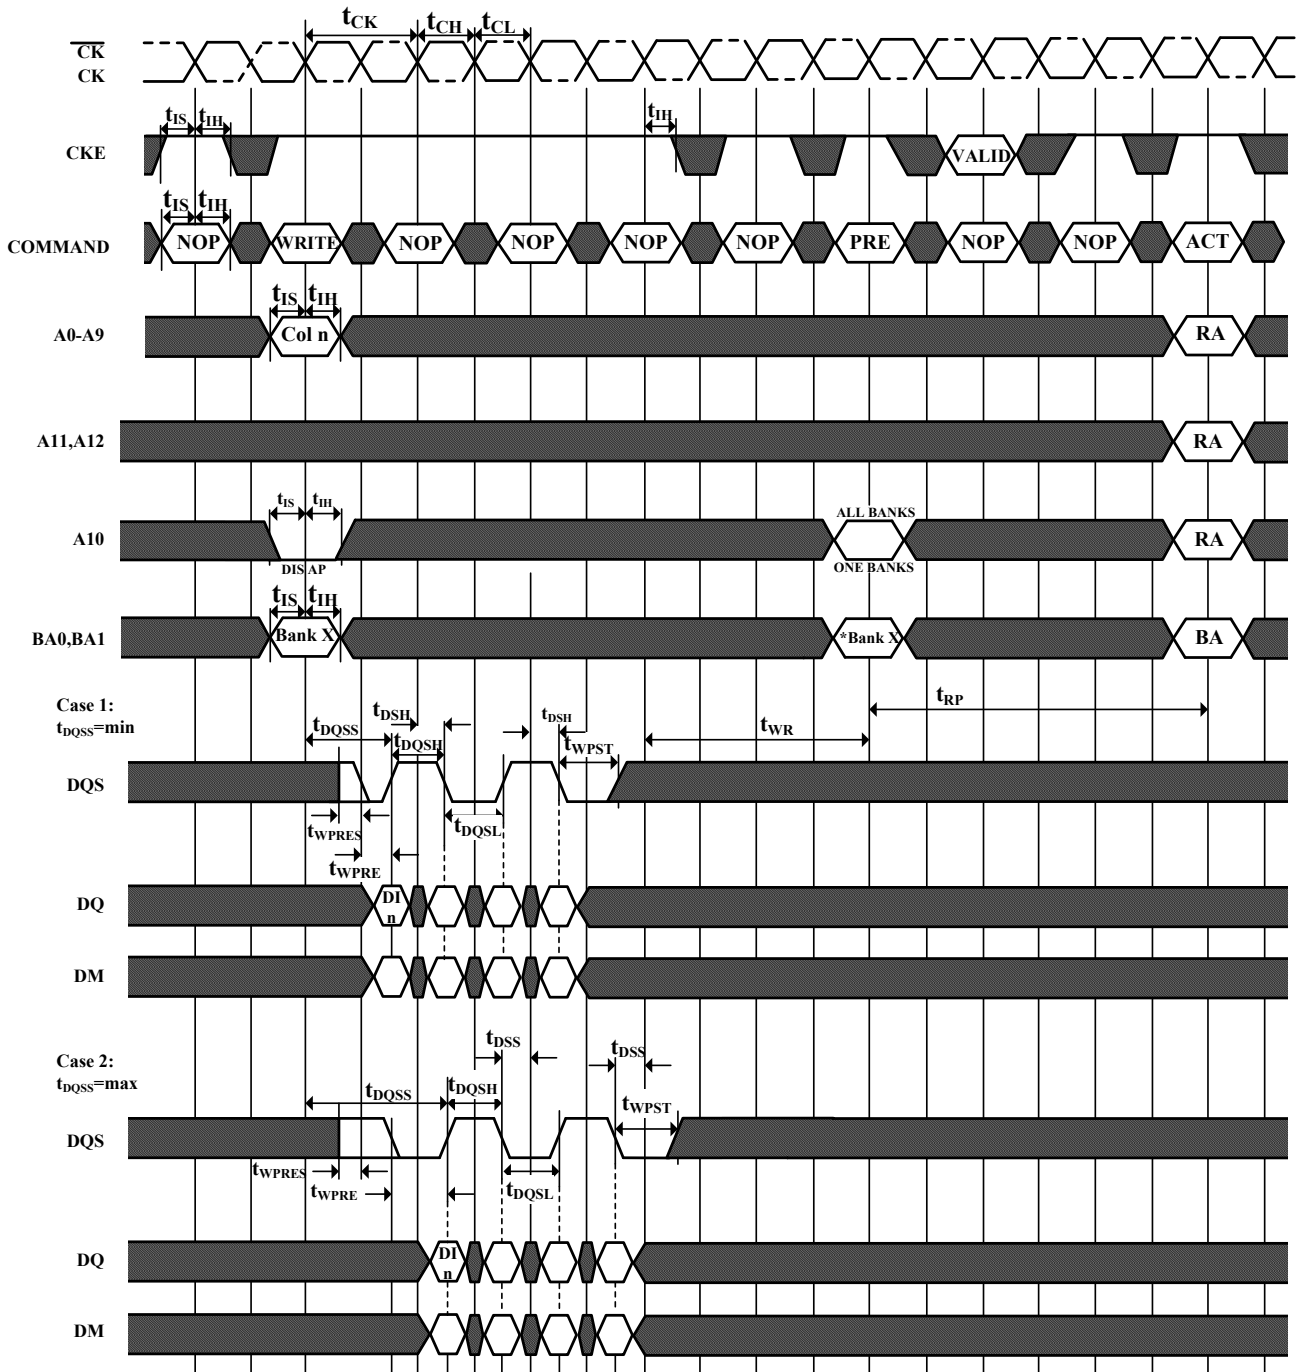 tCK tCH tCL
CK
CK
tIS tIH tIH
CKE VALID
tIS tIH
COMMAND NOP WRITE NOP NOP NOP NOP PRE NOP NOP ACT
tIS tIH
A0-A9 Col n RA
A11,A12 RA
tIS tIH ALL BANKS
A10 RA
DIS AP ONE BANKS
tIS tIH
BA0,BA1 Bank X *Bank X BA
Case 1:
tDQSS=min
tDQSS tDSH tDQSH tDSH tWPST tWR tRP
DQS
tWPRES tDQSL
tWPRE
DQ DI n
DM
Case 2:
tDQSS=max
tDQSS tDQSH tDSS tDSS tWPST
DQS
tWPRES tWPRE tDQSL
DQ DI n
DM